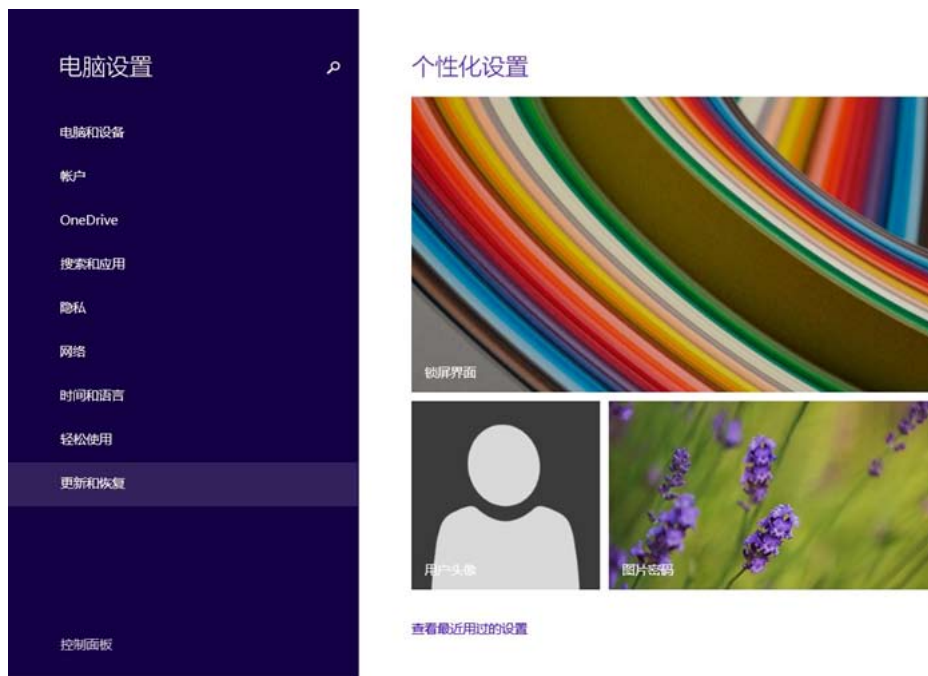 电脑设置
电脑和设备
帐户
OneDrive
搜索和应用
隐私
网络
时间和语言
轻松使用
更新和恢复
控制面板
个性化设置
锁屏界面
用户头像
图片密码
查看最近用过的设置